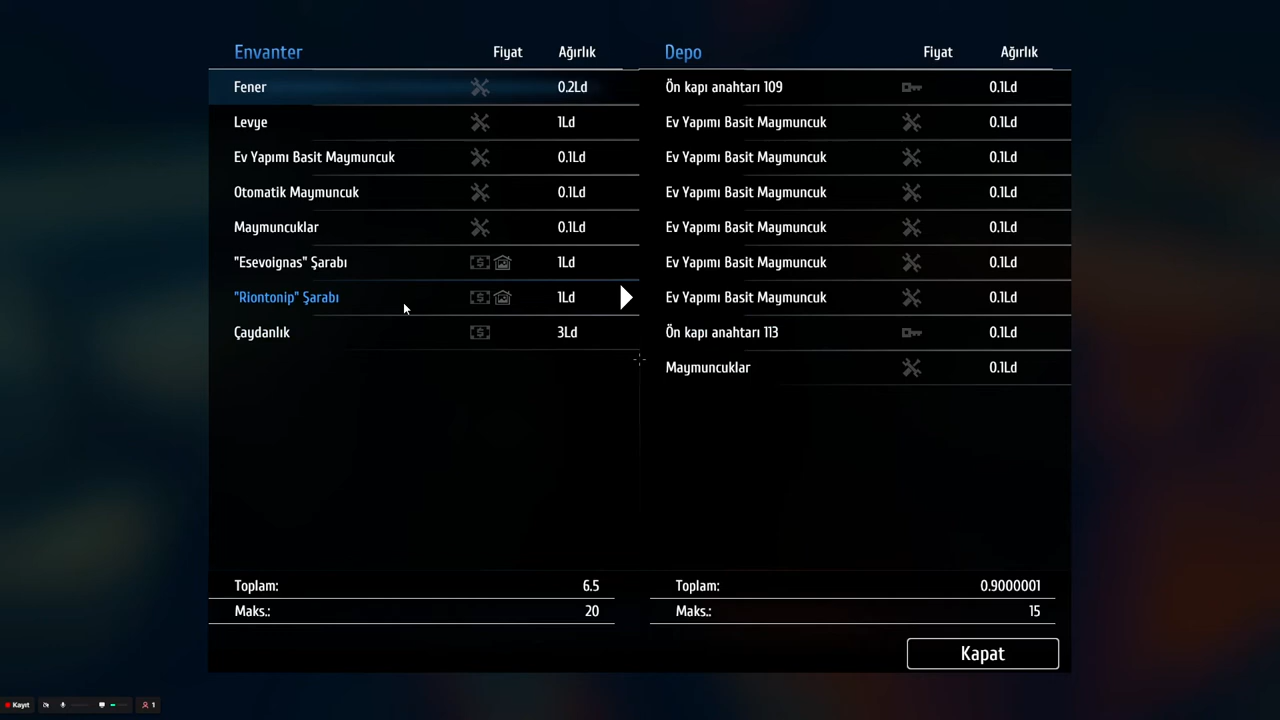 Envanter Fiyat Ağırlık
Fener 0.2Ld
Levye 1Ld
Ev Yapımı Basit Maymuncuk 0.1Ld
Otomatik Maymuncuk 0.1Ld
Maymuncuklar 0.1Ld
"Esevoignas" Şarabı 1Ld
"Riontonip" Şarabı 1Ld
Çaydanlık 3Ld
Toplam: 6.5
Maks.: 20
Depo Fiyat Ağırlık
Ön kapı anahtarı 109 0.1Ld
Ev Yapımı Basit Maymuncuk 0.1Ld
Ev Yapımı Basit Maymuncuk 0.1Ld
Ev Yapımı Basit Maymuncuk 0.1Ld
Ev Yapımı Basit Maymuncuk 0.1Ld
Ev Yapımı Basit Maymuncuk 0.1Ld
Ev Yapımı Basit Maymuncuk 0.1Ld
Ön kapı anahtarı 113 0.1Ld
Maymuncuklar 0.1Ld
Toplam: 0.9000001
Maks.: 15
Kapat
Kayıt 1